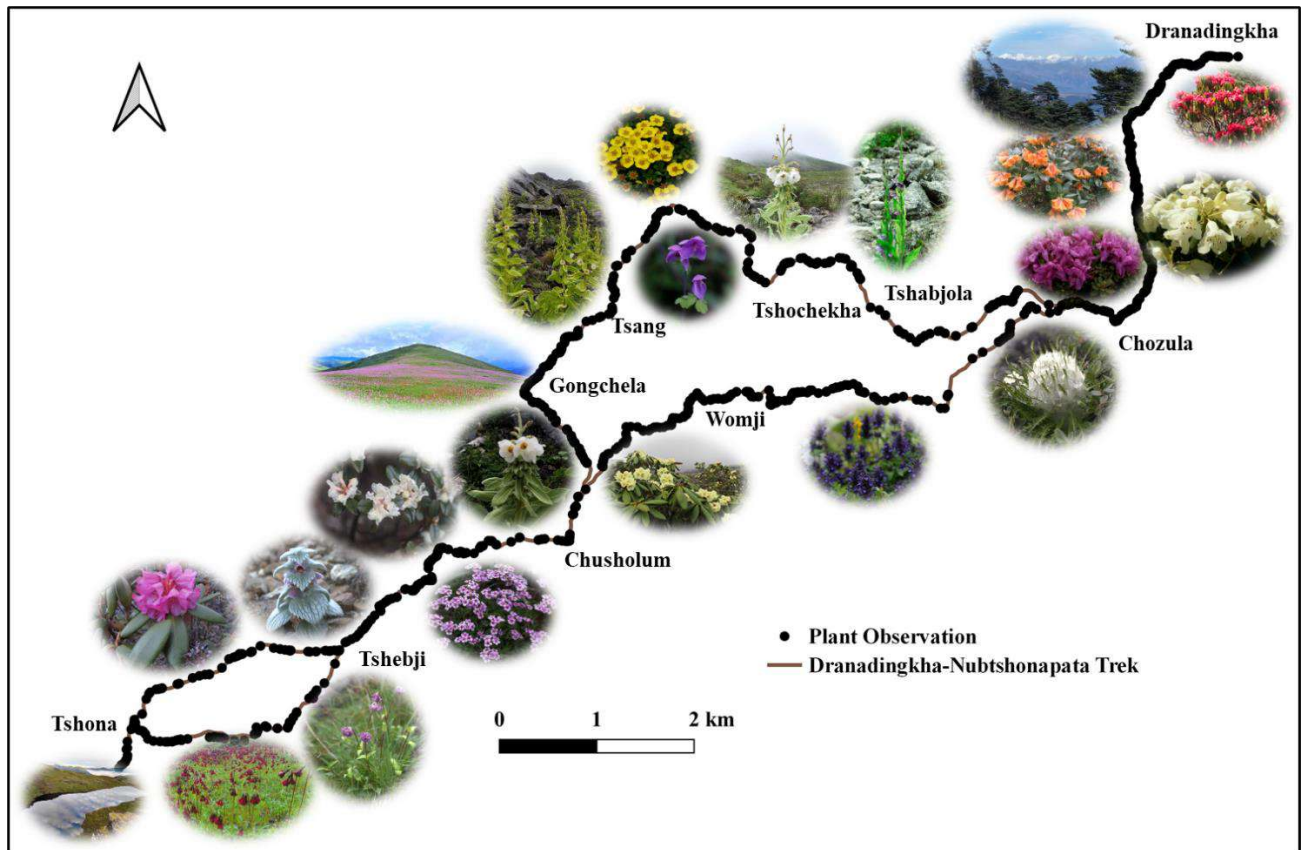 Dranadingkha
Tshabjola
Tsang
Tshochekha
Chozula
Gongchela
Womji
Chusholum
Tshebji
Plant Observation
Dranadingkha-Nubtshonapata Trek
Tshona
0 1 2 km